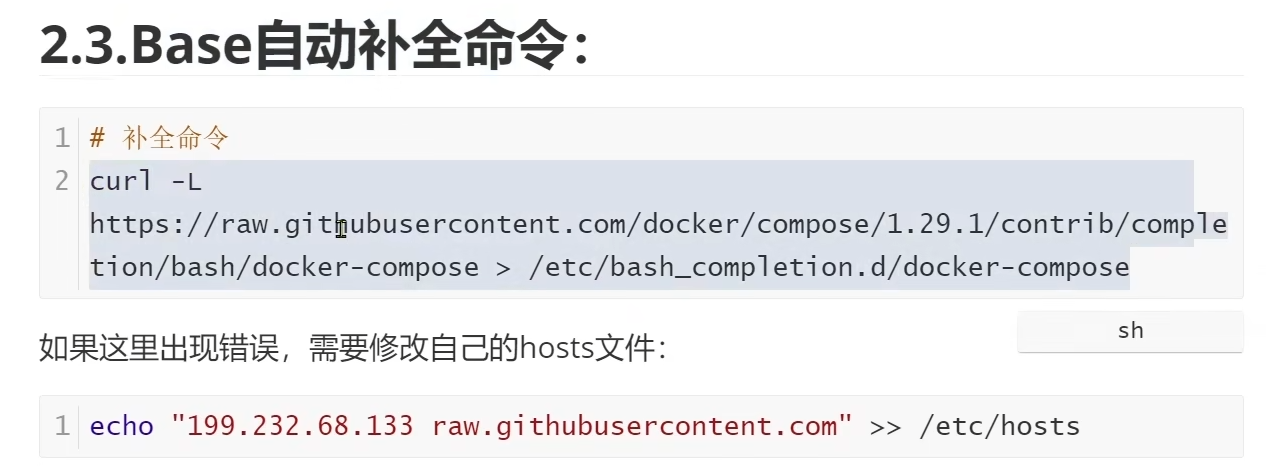 2.3.Base自动补全命令：
1 # 补全命令
2 curl -L
https://raw.githubusercontent.com/docker/compose/1.29.1/contrib/comple
tion/bash/docker-compose > /etc/bash_completion.d/docker-compose
如果这里出现错误，需要修改自己的hosts文件：
sh
1 echo "199.232.68.133 raw.githubusercontent.com" >> /etc/hosts